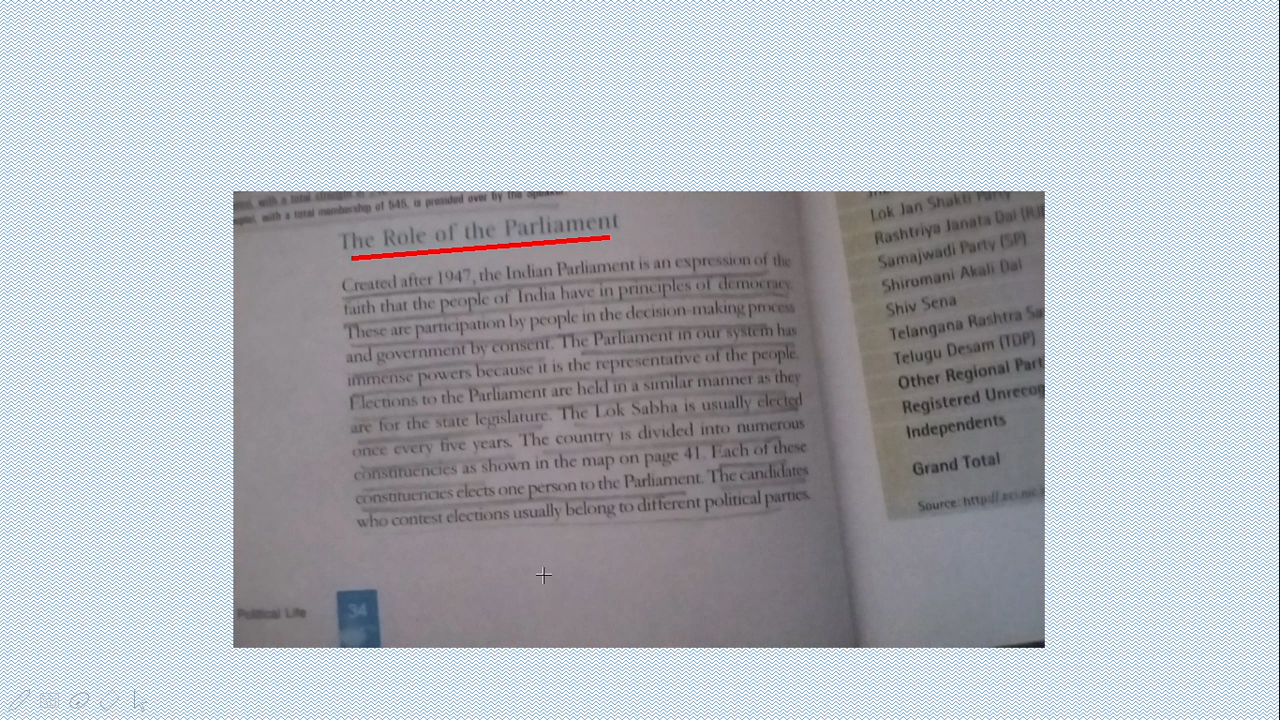 with a total
with a total membership of 545, is presided over by the speaker
The Role of the Parliament
Created after 1947, the Indian Parliament is an expression of the
faith that the people of India have in principles of democracy.
These are participation by people in the decision-making process
and government by consent. The Parliament in our system has
immense powers because it is the representative of the people.
Elections to the Parliament are held in a similar manner as they
are for the state legislature. The Lok Sabha is usually elected
once every five years. The country is divided into numerous
constituencies as shown in the map on page 41. Each of these
constituencies elects one person to the Parliament. The candidates
who contest elections usually belong to different political parties.
Political Life
34
Lok Jan Shakti Party
Rashtriya Janata Dal
Samajwadi Party (SP)
Shiromani Akali Dal
Shiv Sena
Telangana Rashtra
Telugu Desam (TDP)
Other Regional
Registered
Independents
Grand Total
Source: